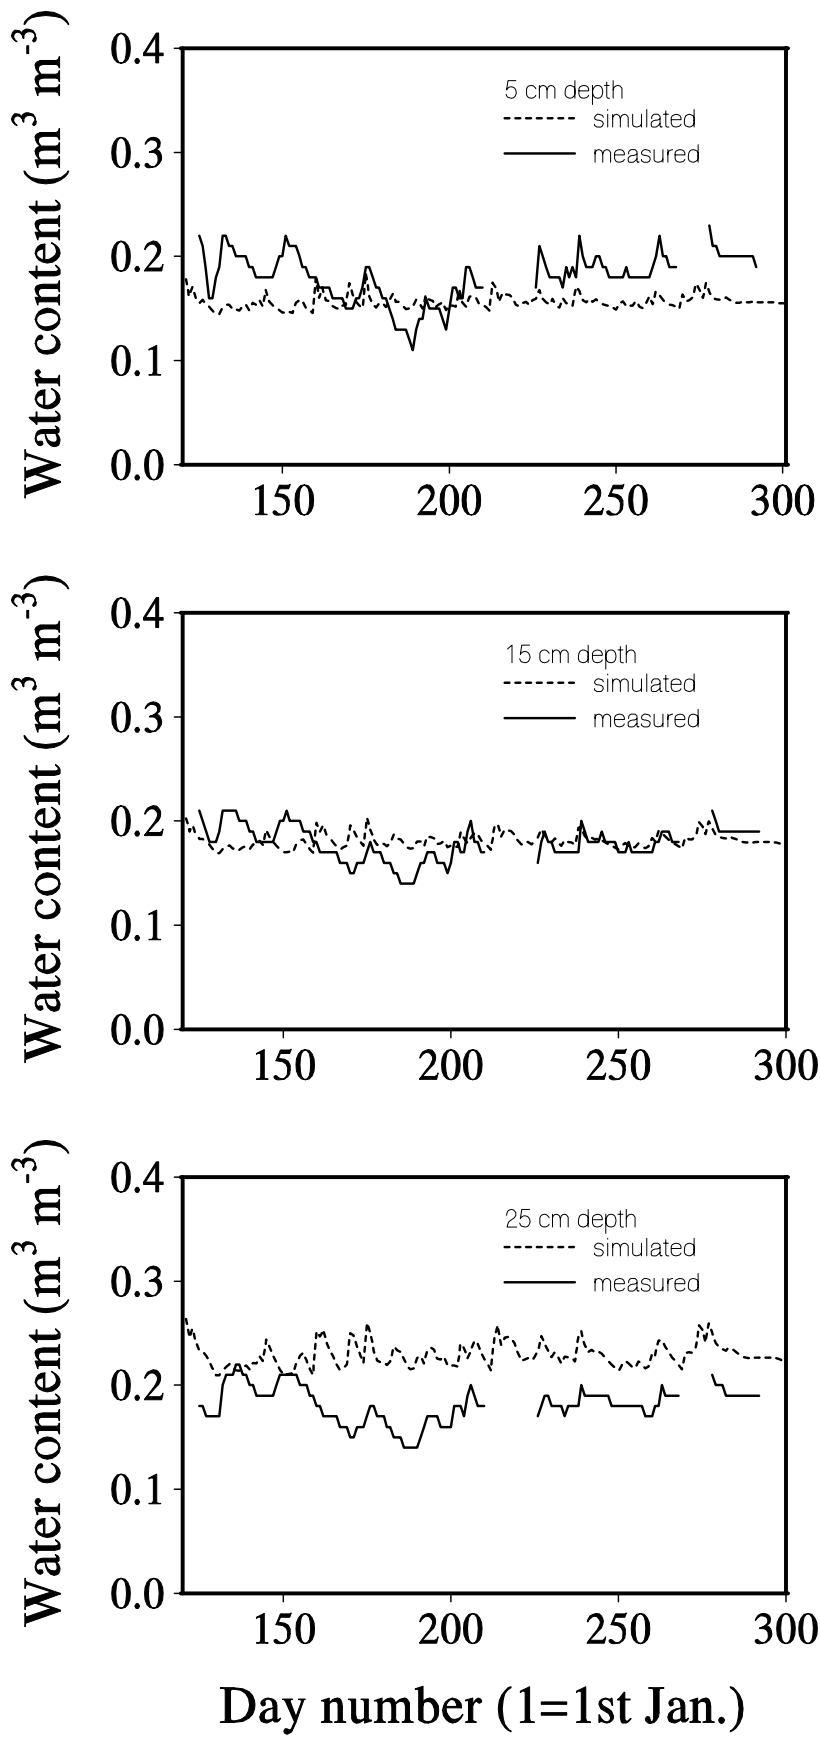 Water content (m³ m⁻³)
0.4
0.3
0.2
0.1
0.0
5 cm depth
simulated
measured
150 200 250 300
Water content (m³ m⁻³)
0.4
0.3
0.2
0.1
0.0
15 cm depth
simulated
measured
150 200 250 300
Water content (m³ m⁻³)
0.4
0.3
0.2
0.1
0.0
25 cm depth
simulated
measured
150 200 250 300
Day number (1=1st Jan.)